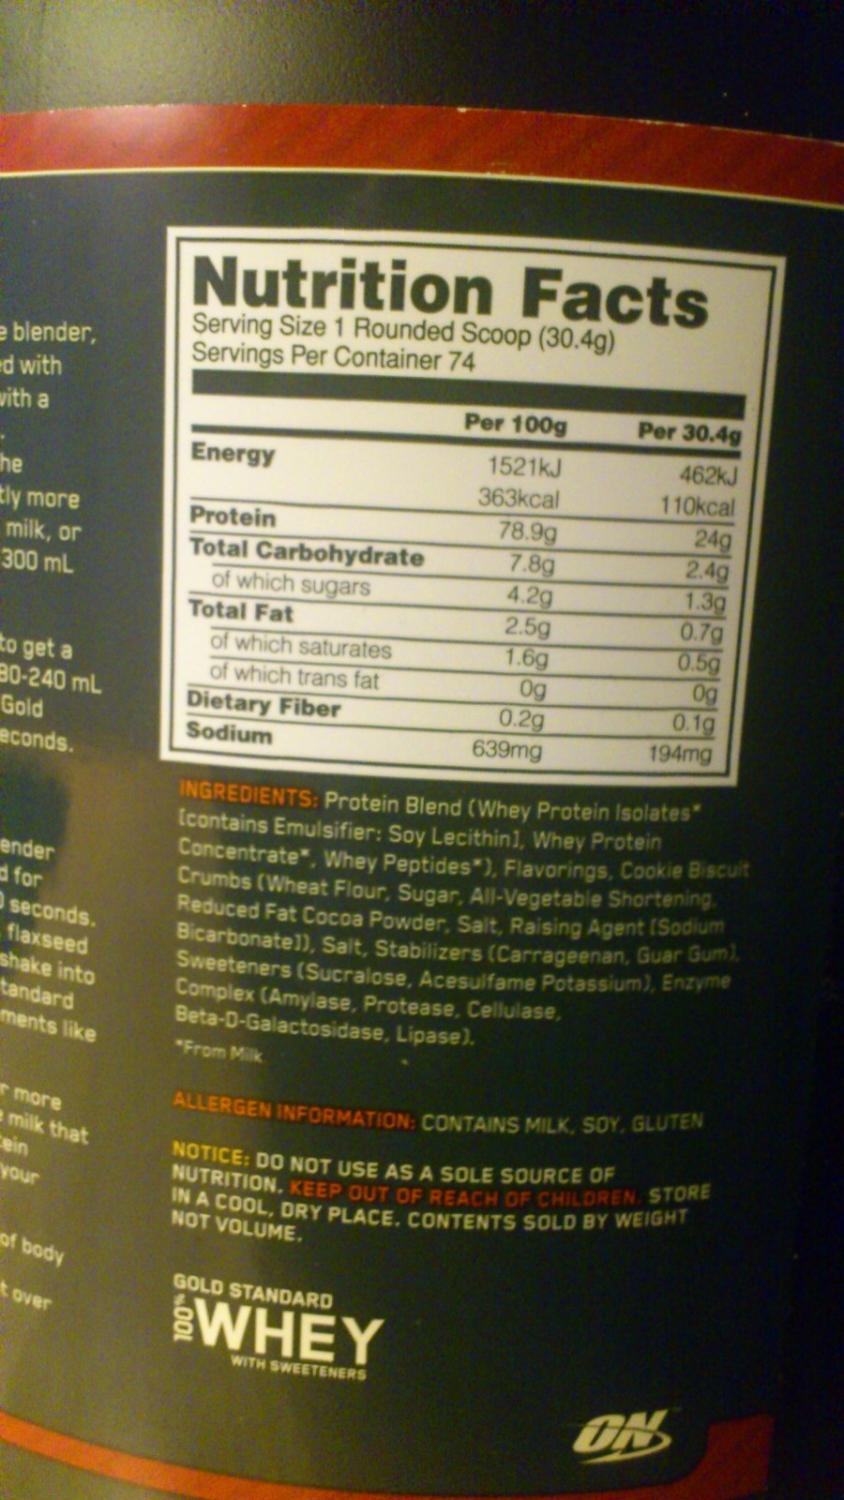 e blender,
ed with
with a
he
tly more
milk, or
300 mL
to get a
80-240 mL
Gold
econds.
ender
d for
seconds.
flaxseed
shake into
tandard
ments like
r more
e milk that
tein
your
of body
t over
Nutrition Facts
Serving Size 1 Rounded Scoop (30.4g)
Servings Per Container 74
Per 100g Per 30.4g
Energy 1521kJ 462kJ
363kcal 110kcal
Protein 78.9g 24g
Total Carbohydrate 7.8g 2.4g
of which sugars 4.2g 1.3g
Total Fat 2.5g 0.7g
of which saturates 1.6g 0.5g
of which trans fat 0g 0g
Dietary Fiber 0.2g 0.1g
Sodium 639mg 194mg
INGREDIENTS: Protein Blend (Whey Protein Isolates*
[contains Emulsifier: Soy Lecithin], Whey Protein
Concentrate*, Whey Peptides*), Flavorings, Cookie Biscuit
Crumbs (Wheat Flour, Sugar, All-Vegetable Shortening,
Reduced Fat Cocoa Powder, Salt, Raising Agent [Sodium
Bicarbonate]), Salt, Stabilizers (Carrageenan, Guar Gum),
Sweeteners (Sucralose, Acesulfame Potassium), Enzyme
Complex (Amylase, Protease, Cellulase,
Beta-D-Galactosidase, Lipase).
*From Milk
ALLERGEN INFORMATION: CONTAINS MILK, SOY, GLUTEN
NOTICE: DO NOT USE AS A SOLE SOURCE OF
NUTRITION. KEEP OUT OF REACH OF CHILDREN. STORE
IN A COOL, DRY PLACE. CONTENTS SOLD BY WEIGHT
NOT VOLUME.
GOLD STANDARD
100% WHEY
WITH SWEETENERS
ON